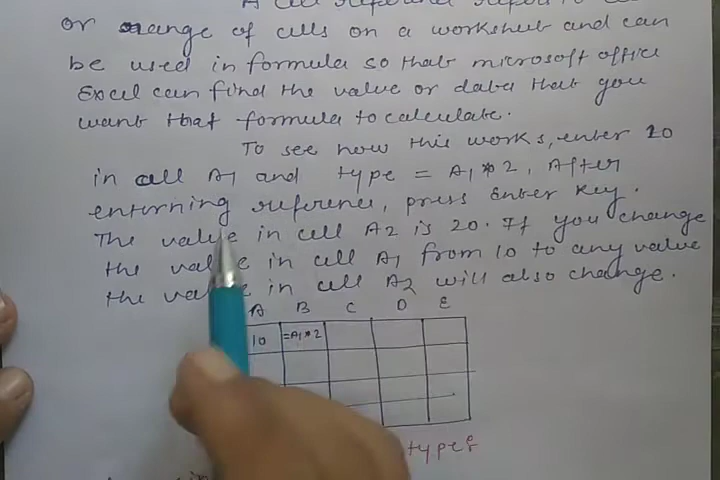 A cell
or range of cells on a worksheet and can
be used in formula so that microsoft office
Excel can find the value or data that you
want that formula to calculate.
To see how this works, enter 10
in cell A1 and type = A1*2, After
enterning reference, press Enter Key.
The value in cell A2 is 20. If you change
the value in cell A1 from 10 to any value
the value in cell A2 will also change.
A B C D E
10 =A1*2
types